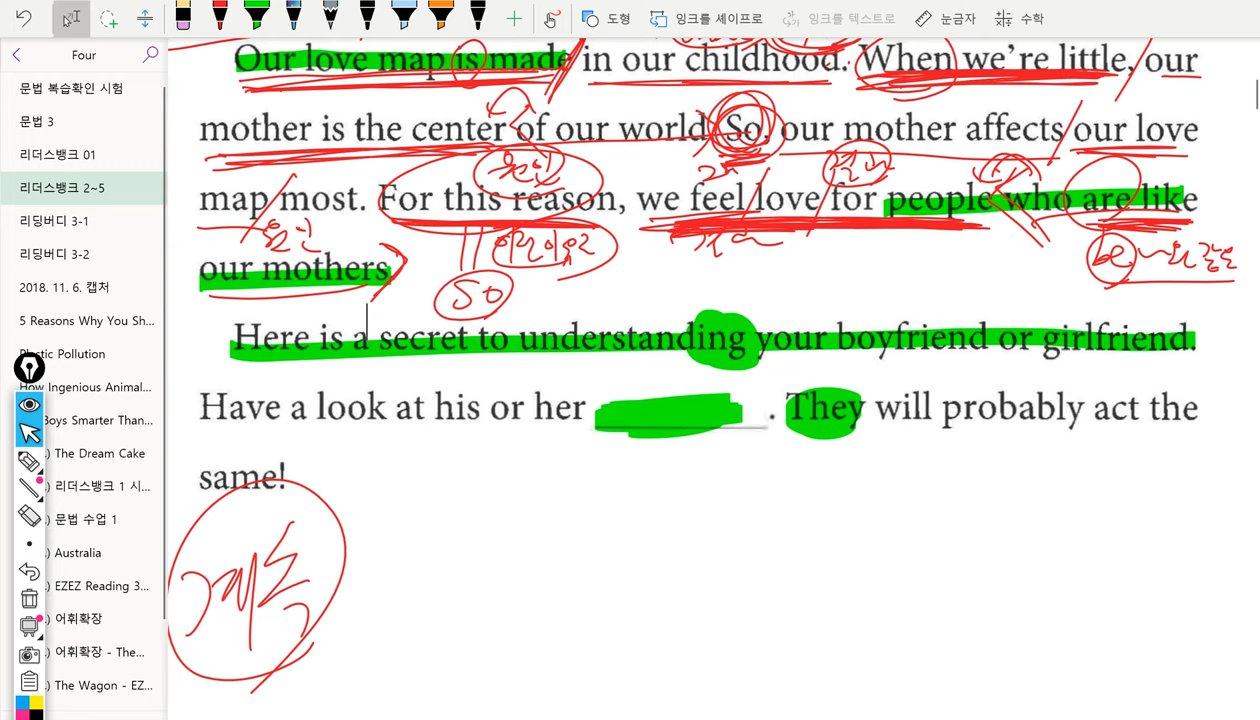 도형
잉크를 셰이프로
잉크를 텍스트로
눈금자
수학
Four
문법 복습확인 시험
문법 3
리더스뱅크 01
리더스뱅크 2~5
리딩버디 3-1
리딩버디 3-2
2018. 11. 6. 캡처
5 Reasons Why You Sh...
Plastic Pollution
How Ingenious Animal...
Boys Smarter Than...
.) The Dream Cake
.) 리더스뱅크 1 시...
.) 문법 수업 1
.) Australia
.) EZEZ Reading 3...
.) 어휘확장
.) 어휘확장 - The...
.) The Wagon - EZ...
Our love map is made in our childhood. When we're little, our
mother is the center of our world. So, our mother affects our love
원인
결과
map most. For this reason, we feel love for people who are like
원인
이런 이유로
be ~와 같은
our mothers.
so
Here is a secret to understanding your boyfriend or girlfriend.
Have a look at his or her . They will probably act the
same!
계속